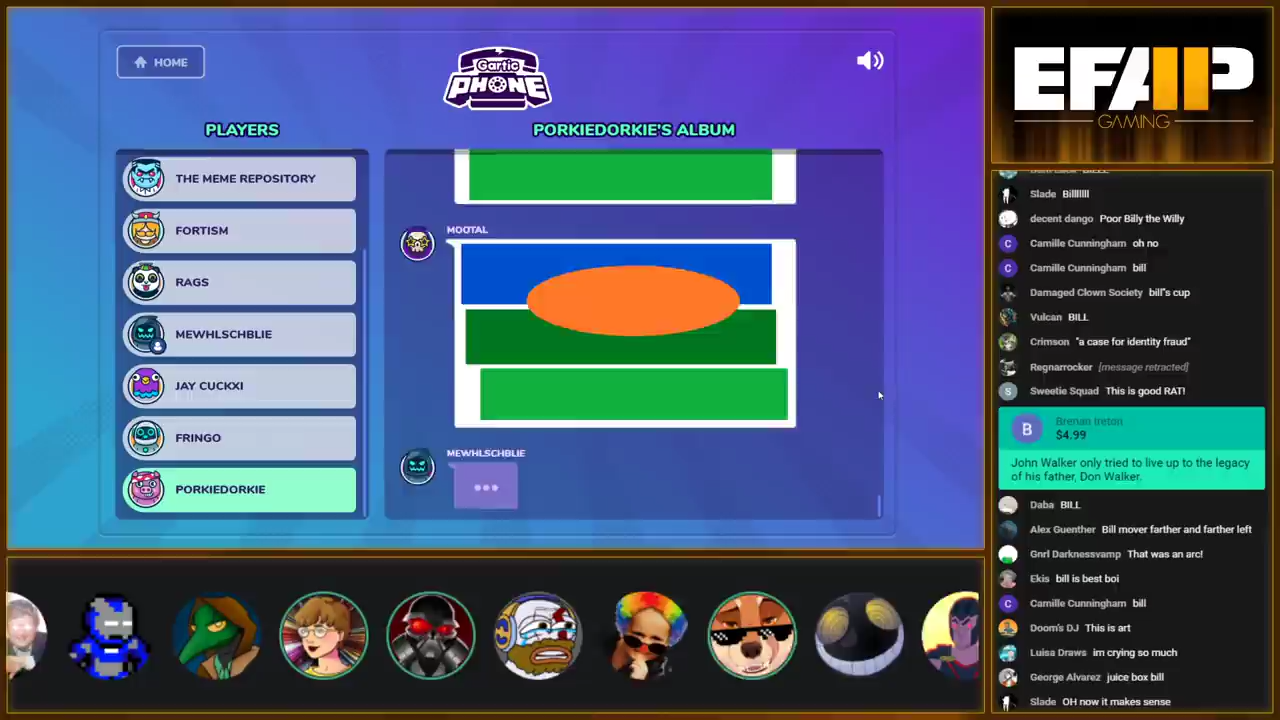 HOME
Gartic
PHONE
PLAYERS
PORKIEDORKIE'S ALBUM
THE MEME REPOSITORY
FORTISM
RAGS
MEWHLSCHBLIE
JAY CUCKXI
FRINGO
PORKIEDORKIE
MOOTAL
MEWHLSCHBLIE
EFAP
GAMING
Slade Billlllll
decent dango Poor Billy the Willy
Camille Cunningham oh no
Camille Cunningham bill
Damaged Clown Society bill"s cup
Vulcan BILL
Crimson "a case for identity fraud"
Regnarrocker [message retracted]
S Sweetie Squad This is good RAT!
B Brenan Ireton
$4.99
John Walker only tried to live up to the legacy
of his father, Don Walker.
Daba BILL
Alex Guenther Bill mover farther and farther left
Gnrl Darknessvamp That was an arc!
Ekis bill is best boi
C Camille Cunningham bill
Doom's DJ This is art
Luisa Draws im crying so much
George Alvarez juice box bill
Slade OH now it makes sense